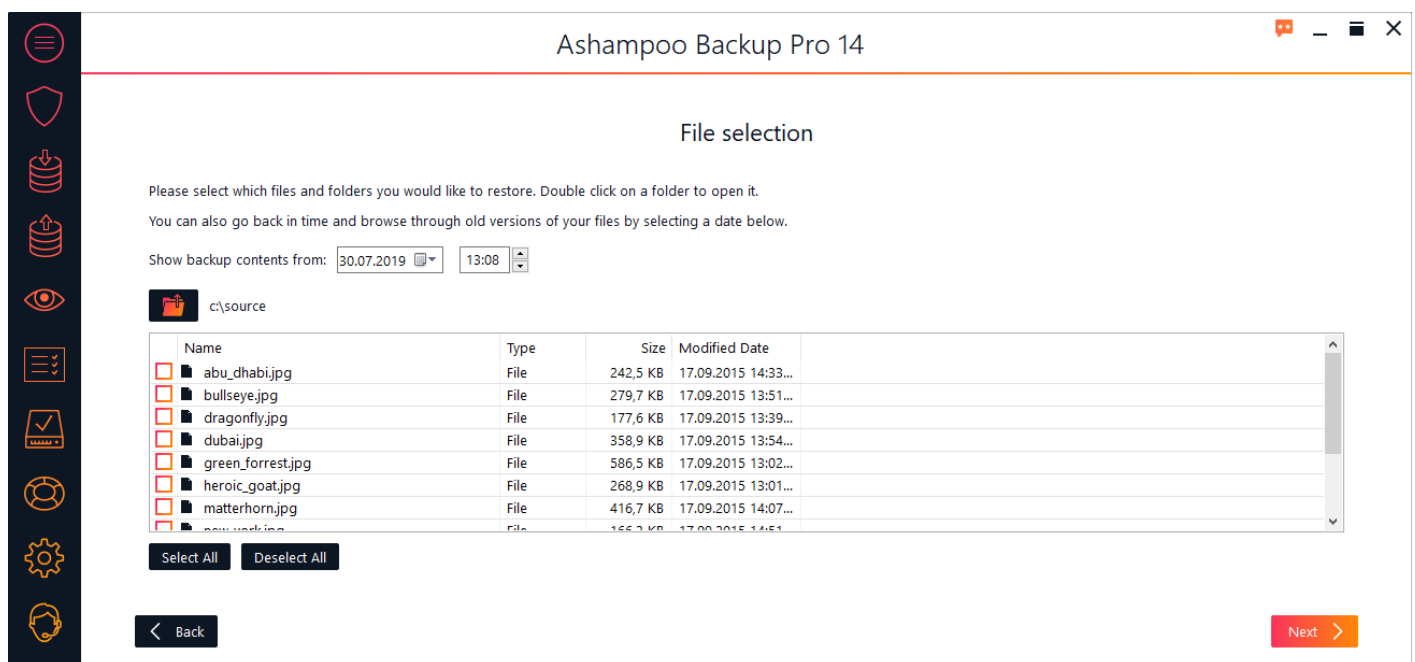 Ashampoo Backup Pro 14
File selection
Please select which files and folders you would like to restore. Double click on a folder to open it.
You can also go back in time and browse through old versions of your files by selecting a date below.
Show backup contents from: 30.07.2019 13:08
c:\source
Name Type Size Modified Date
abu_dhabi.jpg File 242,5 KB 17.09.2015 14:33...
bullseye.jpg File 279,7 KB 17.09.2015 13:51...
dragonfly.jpg File 177,6 KB 17.09.2015 13:39...
dubai.jpg File 358,9 KB 17.09.2015 13:54...
green_forrest.jpg File 586,5 KB 17.09.2015 13:02...
heroic_goat.jpg File 268,9 KB 17.09.2015 13:01...
matterhorn.jpg File 416,7 KB 17.09.2015 14:07...
File KB
Select All Deselect All
Back Next